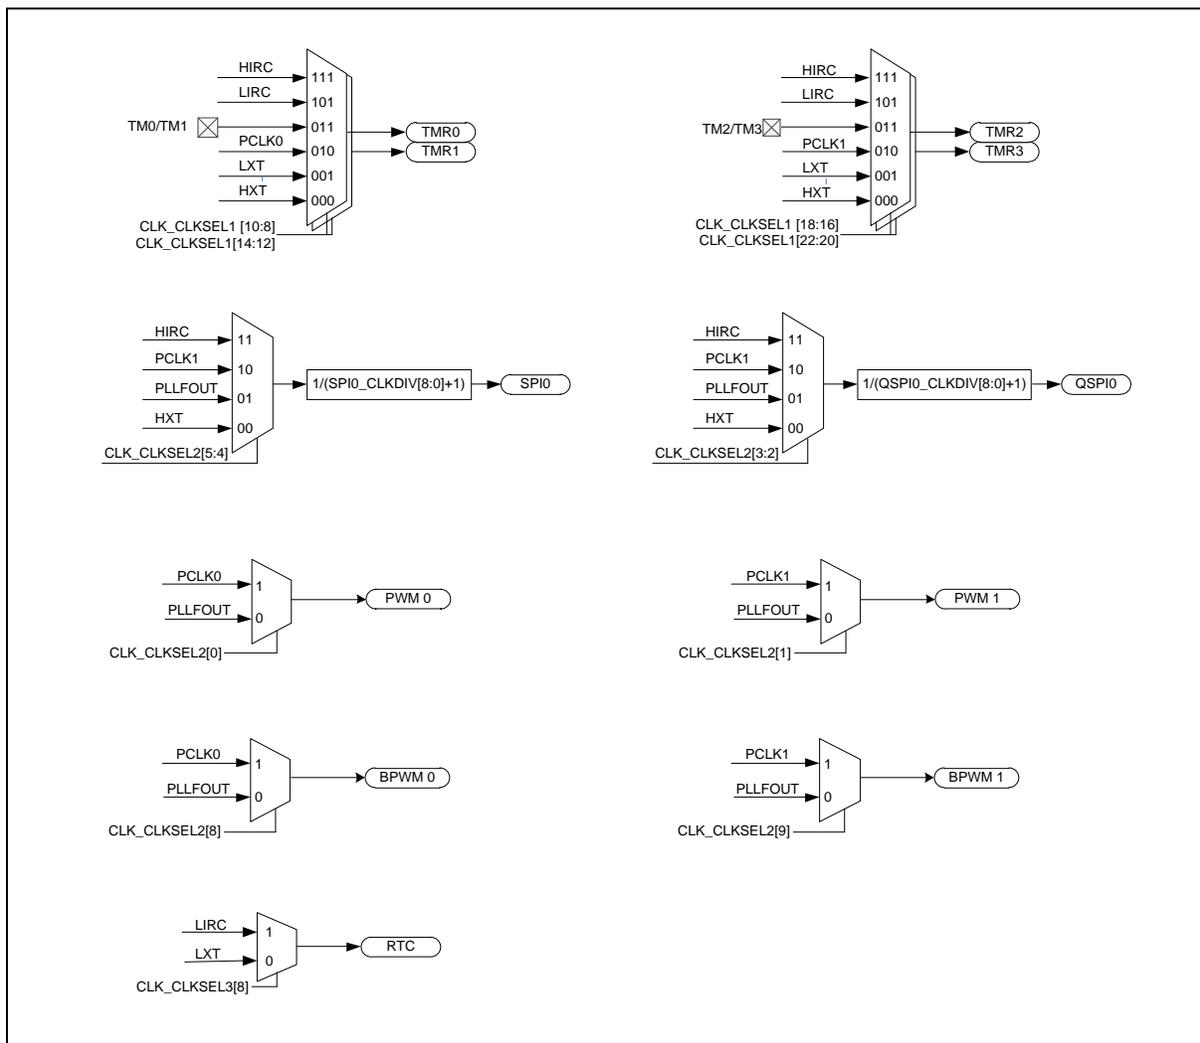 HIRC
111
LIRC
101
TM0/TM1
011
PCLK0
010
LXT
001
HXT
000
TMR0
TMR1
CLK_CLKSEL1 [10:8]
CLK_CLKSEL1[14:12]
HIRC
111
LIRC
101
TM2/TM3
011
PCLK1
010
LXT
001
HXT
000
TMR2
TMR3
CLK_CLKSEL1 [18:16]
CLK_CLKSEL1[22:20]
HIRC
11
PCLK1
10
PLLFOUT
01
HXT
00
CLK_CLKSEL2[5:4]
1/(SPI0_CLKDIV[8:0]+1)
SPI0
HIRC
11
PCLK1
10
PLLFOUT
01
HXT
00
CLK_CLKSEL2[3:2]
1/(QSPI0_CLKDIV[8:0]+1)
QSPI0
PCLK0
1
PLLFOUT
0
CLK_CLKSEL2[0]
PWM 0
PCLK1
1
PLLFOUT
0
CLK_CLKSEL2[1]
PWM 1
PCLK0
1
PLLFOUT
0
CLK_CLKSEL2[8]
BPWM 0
PCLK1
1
PLLFOUT
0
CLK_CLKSEL2[9]
BPWM 1
LIRC
1
LXT
0
CLK_CLKSEL3[8]
RTC